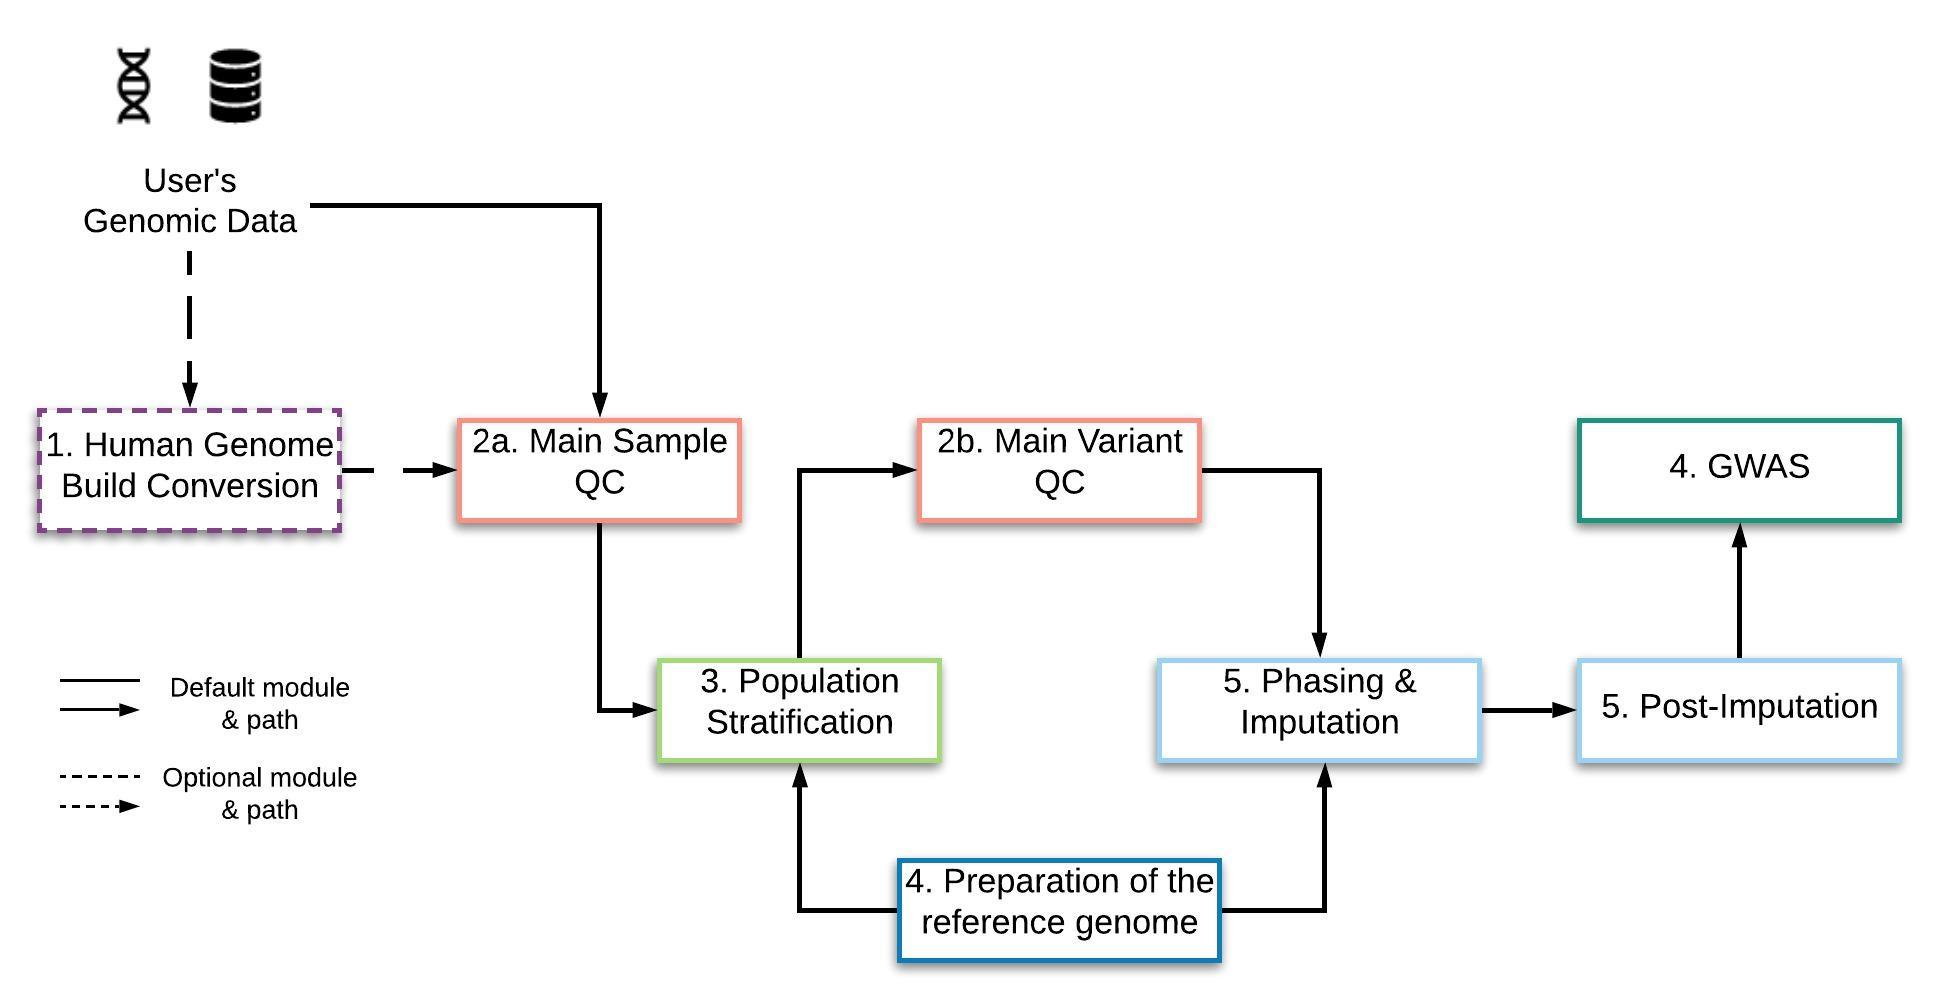 User's
Genomic Data
1. Human Genome
Build Conversion
2a. Main Sample
QC
2b. Main Variant
QC
4. GWAS
3. Population
Stratification
5. Phasing &
Imputation
5. Post-Imputation
Default module
& path
Optional module
& path
4. Preparation of the
reference genome